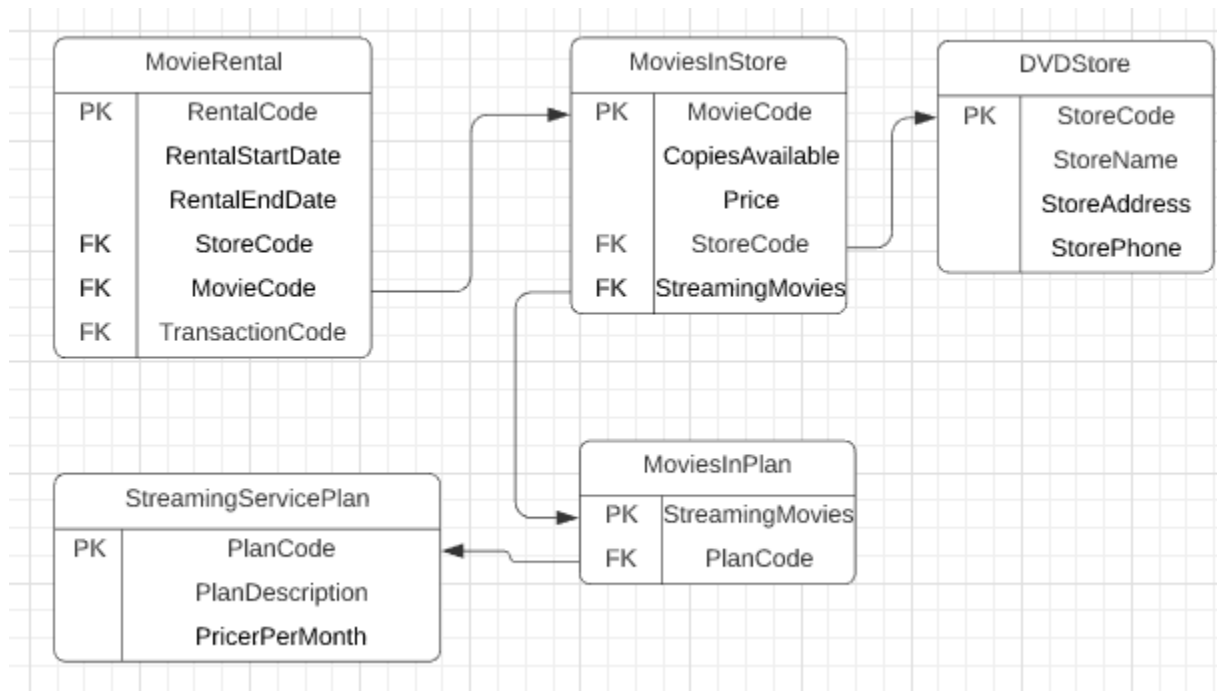 MovieRental
PK RentalCode
RentalStartDate
RentalEndDate
FK StoreCode
FK MovieCode
FK TransactionCode
MoviesInStore
PK MovieCode
CopiesAvailable
Price
FK StoreCode
FK StreamingMovies
DVDStore
PK StoreCode
StoreName
StoreAddress
StorePhone
StreamingServicePlan
PK PlanCode
PlanDescription
PricerPerMonth
MoviesInPlan
PK StreamingMovies
FK PlanCode